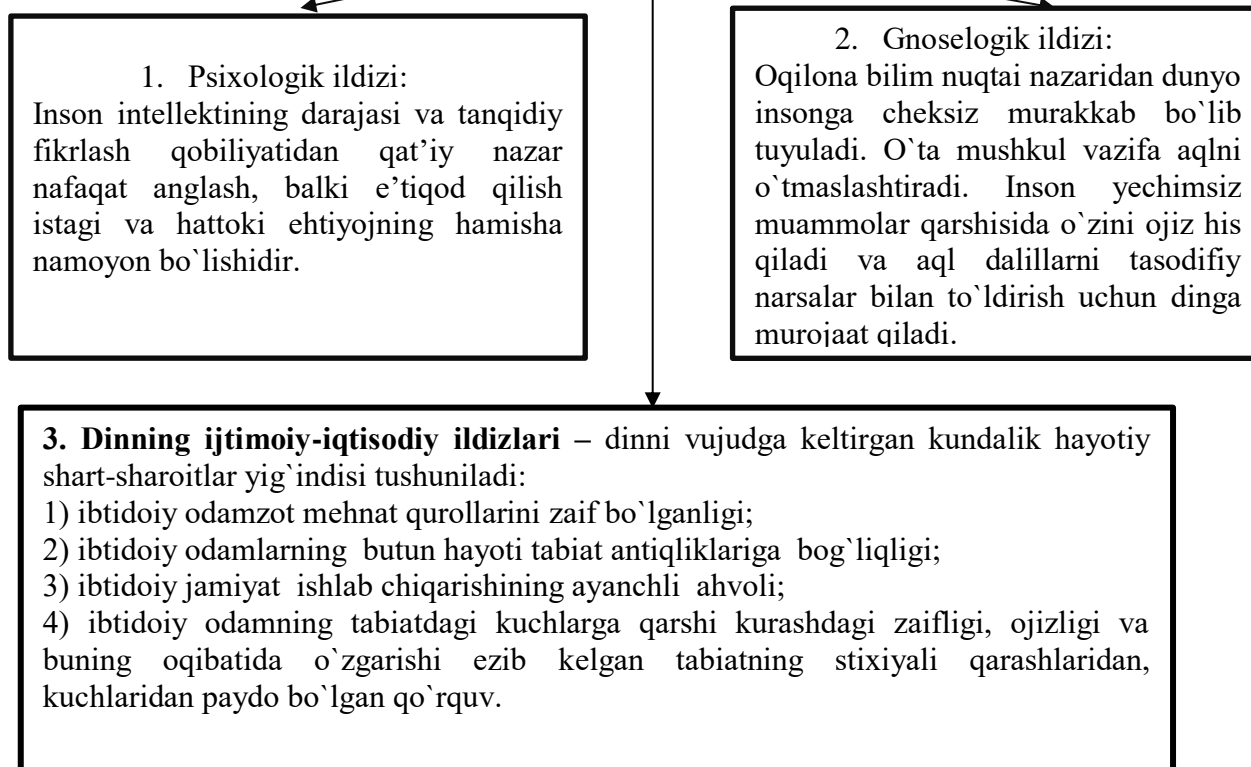 1. Psixologik ildizi:
Inson intellektining darajasi va tanqidiy
fikrlash qobiliyatidan qat’iy nazar
nafaqat anglash, balki e’tiqod qilish
istagi va hattoki ehtiyojning hamisha
namoyon bo`lishidir.
2. Gnoselogik ildizi:
Oqilona bilim nuqtai nazaridan dunyo
insonga cheksiz murakkab bo`lib
tuyuladi. O`ta mushkul vazifa aqlni
o`tmaslashtiradi. Inson yechimsiz
muammolar qarshisida o`zini ojiz his
qiladi va aql dalillarni tasodifiy
narsalar bilan to`ldirish uchun dinga
murojaat qiladi.
3. Dinning ijtimoiy-iqtisodiy ildizlari – dinni vujudga keltirgan kundalik hayotiy
shart-sharoitlar yig`indisi tushuniladi:
1) ibtidoiy odamzot mehnat qurollarini zaif bo`lganligi;
2) ibtidoiy odamlarning butun hayoti tabiat antiqliklariga bog`liqligi;
3) ibtidoiy jamiyat ishlab chiqarishining ayanchli ahvoli;
4) ibtidoiy odamning tabiatdagi kuchlarga qarshi kurashdagi zaifligi, ojizligi va
buning oqibatida o`zgarishi ezib kelgan tabiatning stixiyali qarashlaridan,
kuchlaridan paydo bo`lgan qo`rquv.